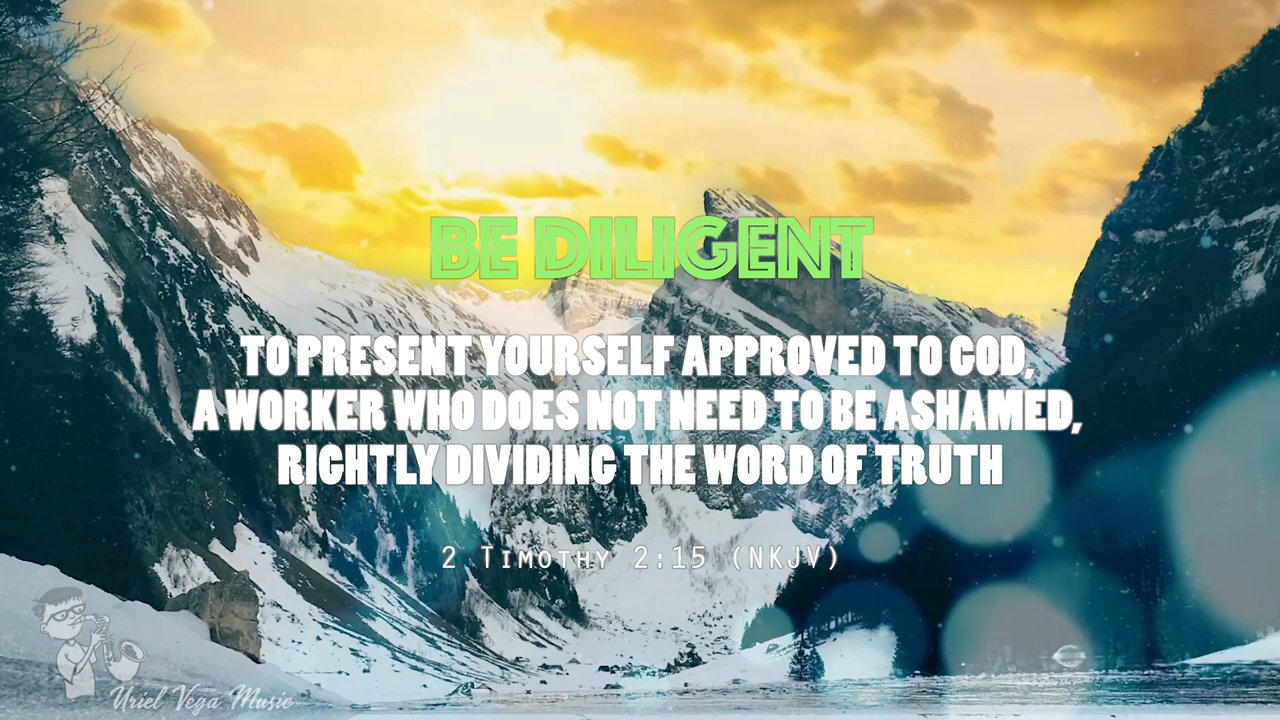 BE DILIGENT
TO PRESENT YOURSELF APPROVED TO GOD,
A WORKER WHO DOES NOT NEED TO BE ASHAMED,
RIGHTLY DIVIDING THE WORD OF TRUTH
2 Timothy 2:15 (NKJV)
Uriel Vega Music